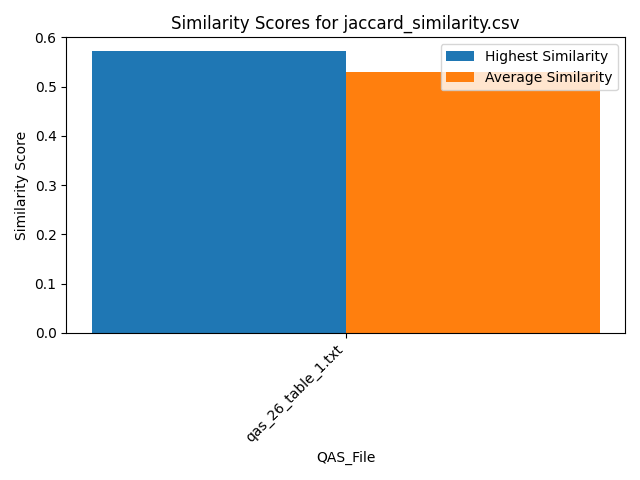 Similarity Scores for jaccard_similarity.csv
Highest Similarity
Average Similarity
Similarity Score
0.6
0.5
0.4
0.3
0.2
0.1
0.0
qas_26_table_1.txt
QAS_File